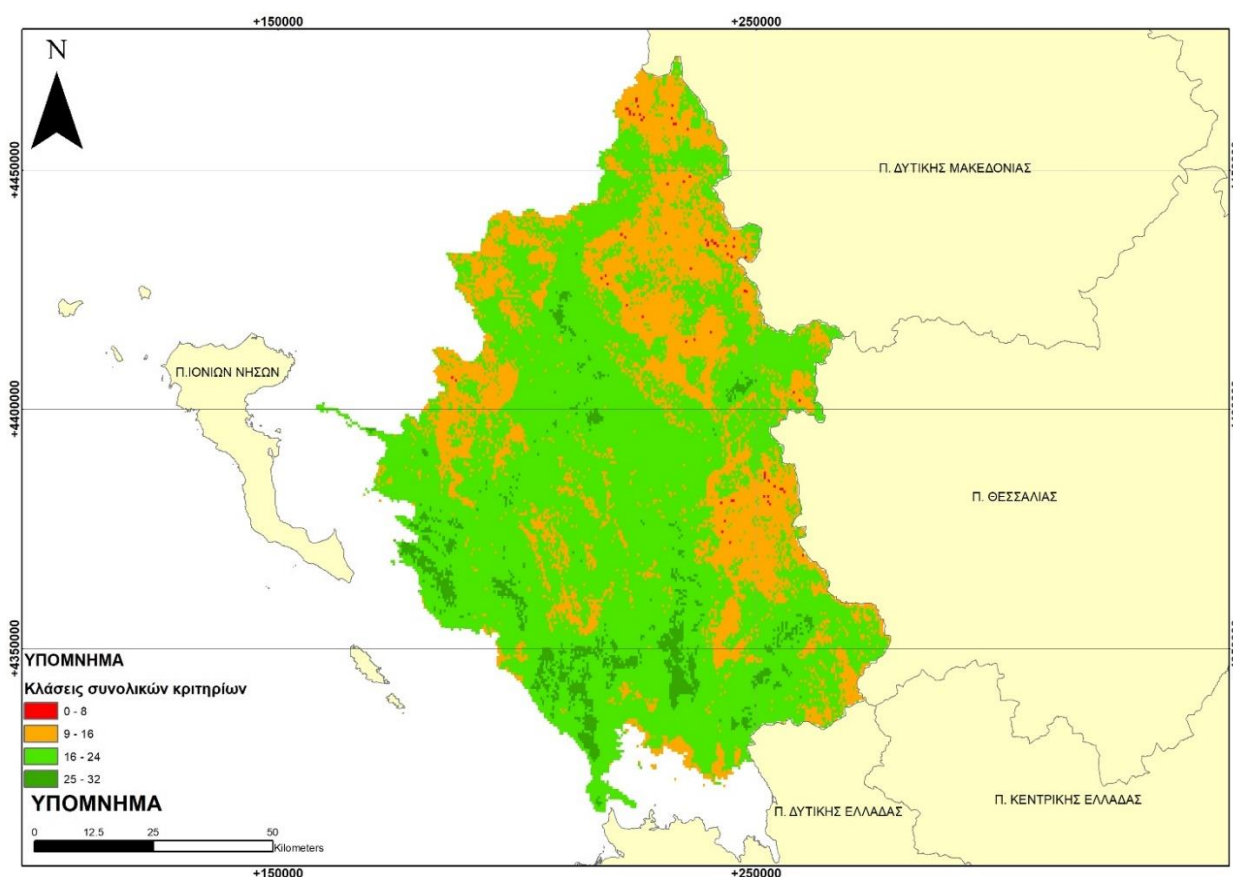 +150000
+250000
N
+4450000
Π. ΔΥΤΙΚΗΣ ΜΑΚΕΔΟΝΙΑΣ
Π.ΙΟΝΙΩΝ ΝΗΣΩΝ
+4400000
Π. ΘΕΣΣΑΛΙΑΣ
+4350000
ΥΠΟΜΝΗΜΑ
Κλάσεις συνολικών κριτηρίων
0 - 8
9 - 16
16 - 24
25 - 32
ΥΠΟΜΝΗΜΑ
0 12.5 25 50
Kilometers
Π. ΔΥΤΙΚΗΣ ΕΛΛΑΔΑΣ
Π. ΚΕΝΤΡΙΚΗΣ ΕΛΛΑΔΑΣ
+150000
+250000